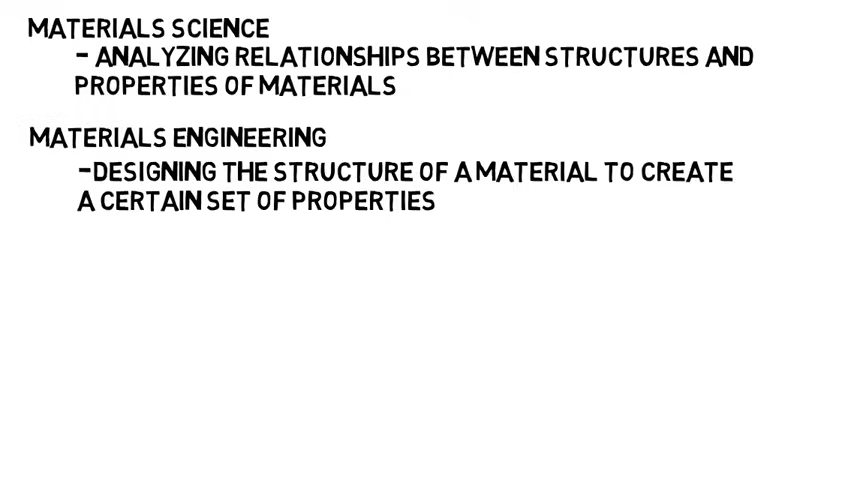 MATERIALS SCIENCE
- ANALYZING RELATIONSHIPS BETWEEN STRUCTURES AND
PROPERTIES OF MATERIALS
MATERIALS ENGINEERING
-DESIGNING THE STRUCTURE OF A MATERIAL TO CREATE
A CERTAIN SET OF PROPERTIES